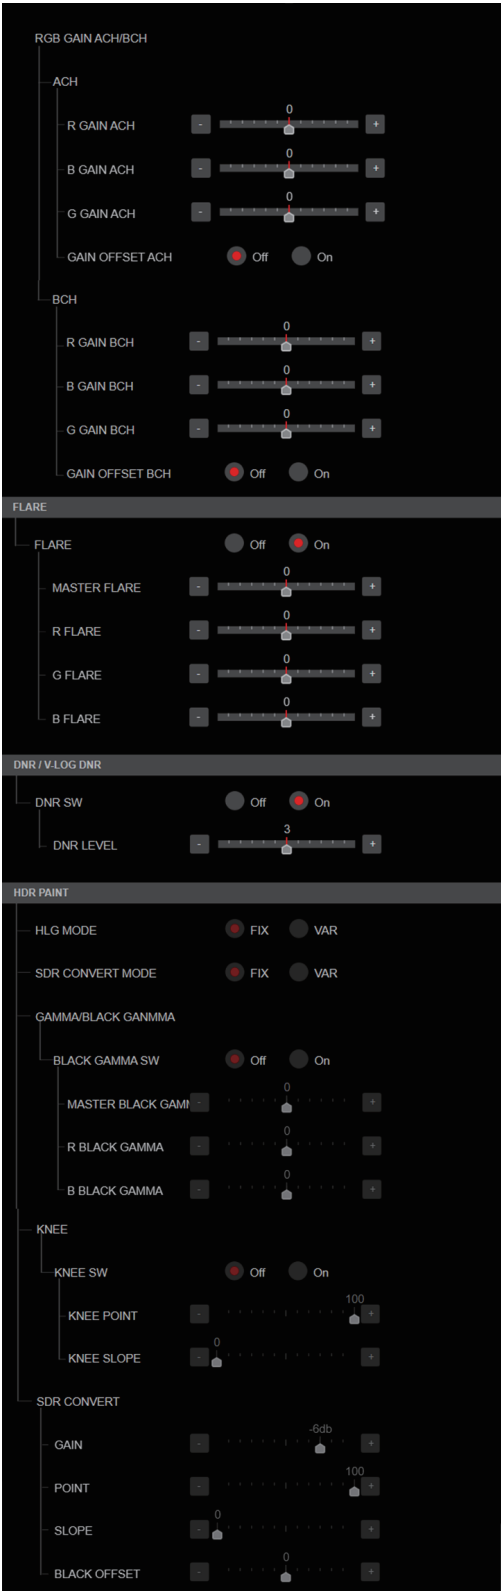 RGB GAIN ACH/BCH
ACH
0
R GAIN ACH - +
0
B GAIN ACH - +
0
G GAIN ACH - +
GAIN OFFSET ACH Off On
BCH
0
R GAIN BCH - +
0
B GAIN BCH - +
0
G GAIN BCH - +
GAIN OFFSET BCH Off On
FLARE
FLARE Off On
0
MASTER FLARE - +
0
R FLARE - +
0
G FLARE - +
0
B FLARE - +
DNR / V-LOG DNR
DNR SW Off On
3
DNR LEVEL - +
HDR PAINT
HLG MODE FIX VAR
SDR CONVERT MODE FIX VAR
GAMMA/BLACK GANMMA
BLACK GAMMA SW Off On
0
MASTER BLACK GAMM - +
0
R BLACK GAMMA - +
0
B BLACK GAMMA - +
KNEE
KNEE SW Off On
100
KNEE POINT - +
0
KNEE SLOPE - +
SDR CONVERT
-6db
GAIN - +
100
POINT - +
0
SLOPE - +
0
BLACK OFFSET - +